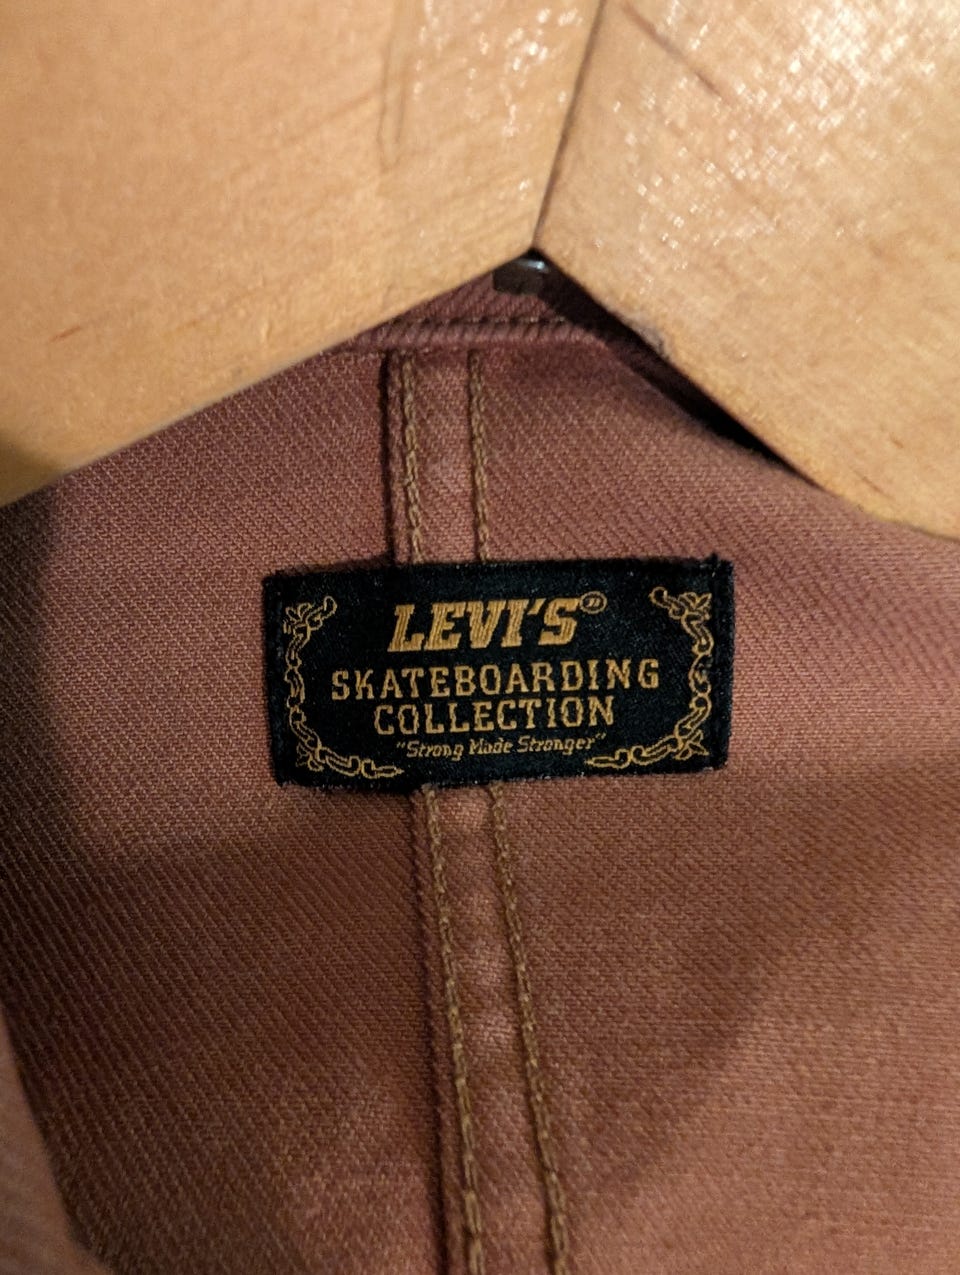 LEVI'S®
SKATEBOARDING
COLLECTION
"Strong Made Stronger"